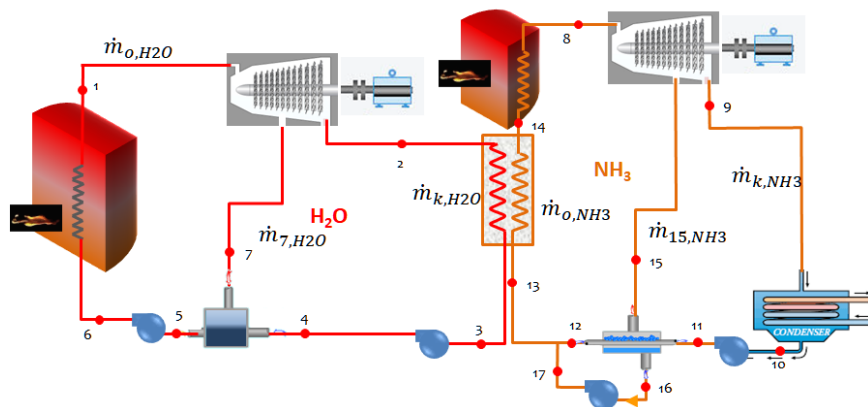 ṁo,H2O
8
1
9
14
2
NH3
ṁk,H2O
ṁk,NH3
H2O
ṁo,NH3
ṁ7,H2O
ṁ15,NH3
7
15
13
6
5
4
3
12
11
CONDENSER
10
17
16